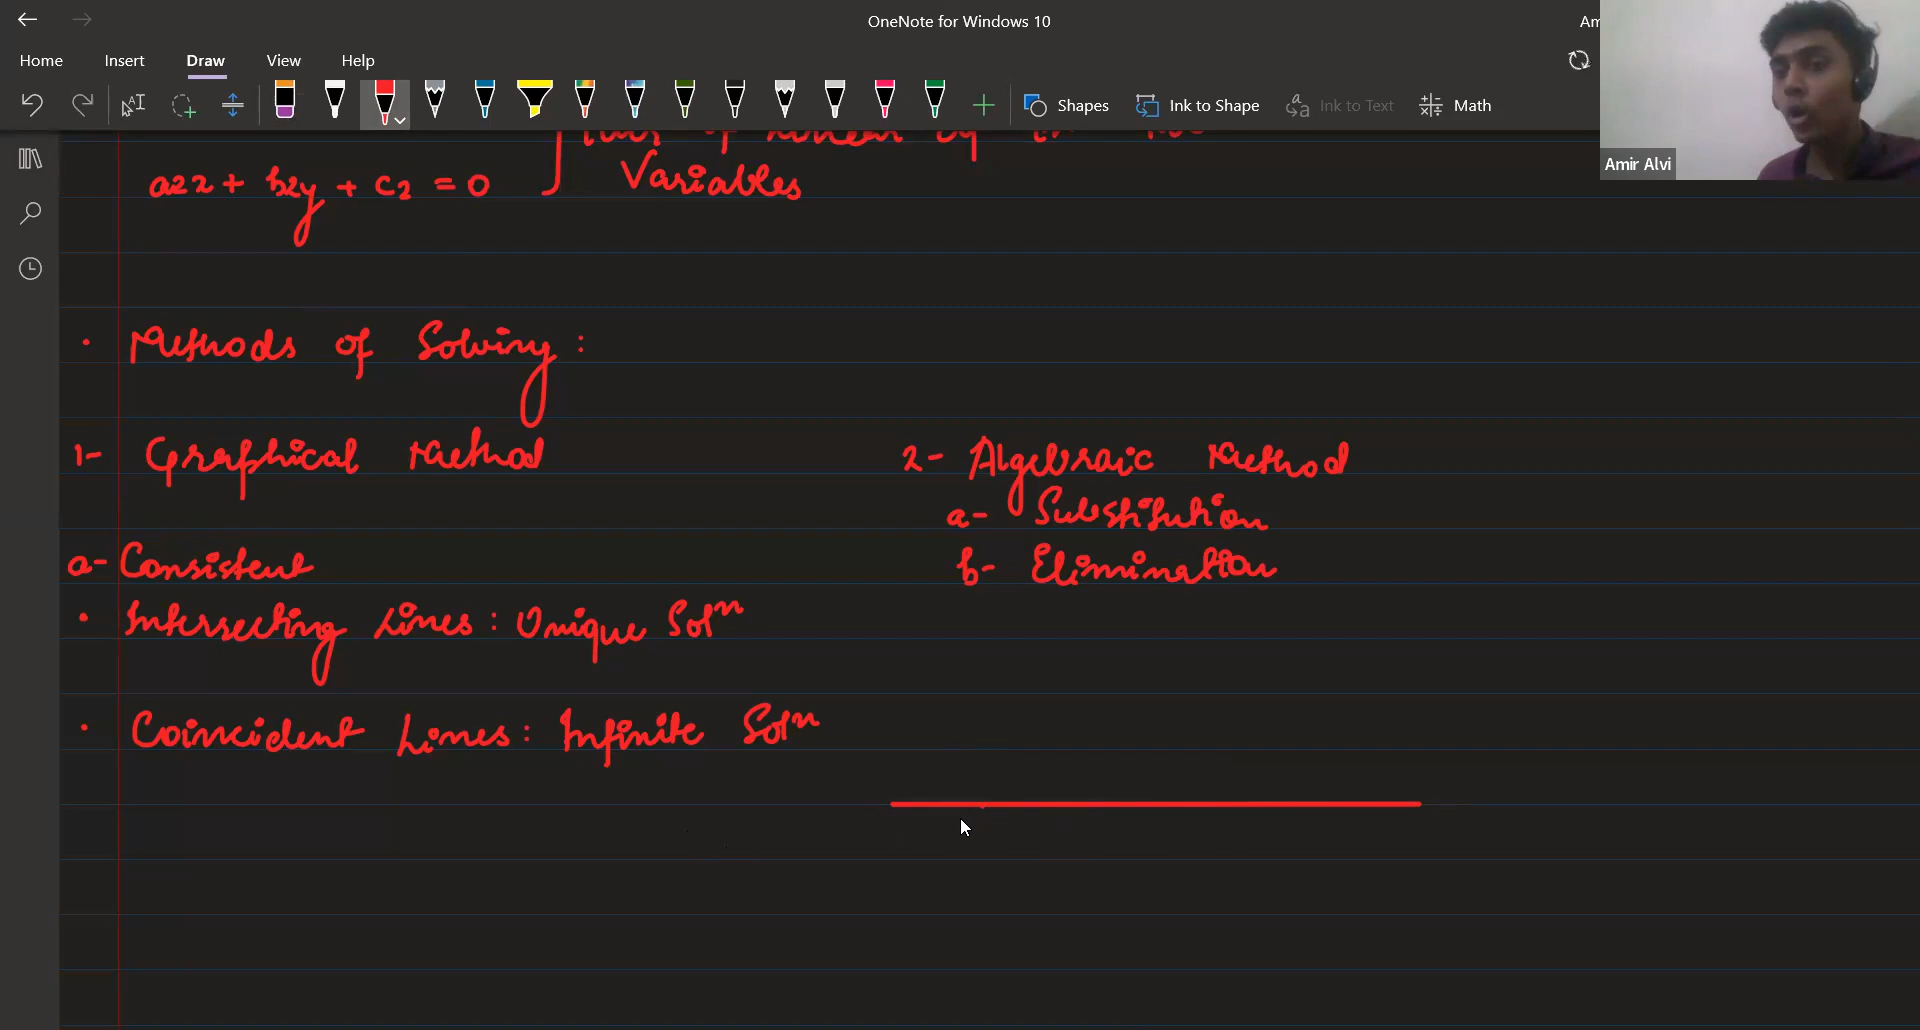 OneNote for Windows 10
Am
Home Insert Draw View Help
Shapes Ink to Shape Ink to Text Math
Amir Alvi
a2x + b2y + c2 = 0
Variables
• Methods of Solving :
1- Graphical Method
2- Algebraic Method
a- Substitution
b- Elimination
a- Consistent
• Intersecting Lines : Unique Solⁿ
• Coincident Lines : Infinite Solⁿ